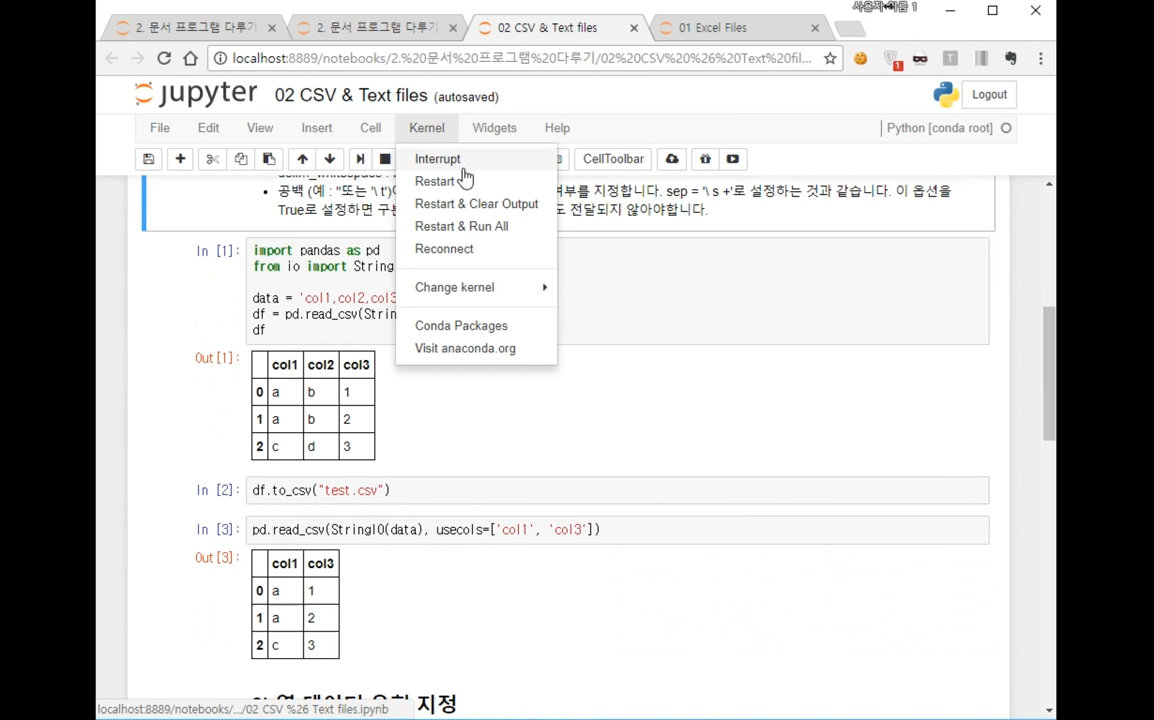 사용자 이름 1
2. 문서 프로그램 다루기
2. 문서 프로그램 다루기
02 CSV & Text files
01 Excel Files
localhost:8889/notebooks/2.%20문서%20프로그램%20다루기/02%20CSV%20%26%20Text%20fil...
1
jupyter 02 CSV & Text files (autosaved)
Logout
File Edit View Insert Cell Kernel Widgets Help
Python [conda root]
CellToolbar
Interrupt
Restart
Restart & Clear Output
Restart & Run All
Reconnect
Change kernel
Conda Packages
Visit anaconda.org
공백 (예 : ''또는 '\ t')
여부를 지정합니다. sep = '\ s +'로 설정하는 것과 같습니다. 이 옵션을
True로 설정하면
전달되지 않아야합니다.
In [1]:
import pandas as pd
from io import String
data = 'col1,col2,col3
df = pd.read_csv(Strin
df
Out[1]:
col1 col2 col3
0 a b 1
1 a b 2
2 c d 3
In [2]: df.to_csv("test.csv")
In [3]: pd.read_csv(StringIO(data), usecols=['col1', 'col3'])
Out[3]:
col1 col3
0 a 1
1 a 2
2 c 3
지정
localhost:8889/notebooks/.../02 CSV %26 Text files.ipynb